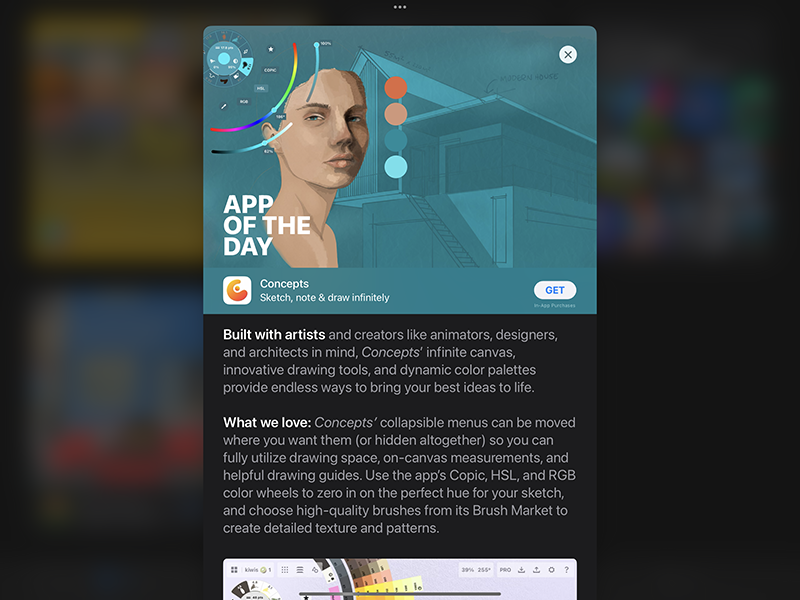 160%
COPIC
HSL
RGB
42%
MODERN HOUSE
APP
OF THE
DAY
Concepts
Sketch, note & draw infinitely
GET
In-App Purchases
Built with artists and creators like animators, designers,
and architects in mind, Concepts’ infinite canvas,
innovative drawing tools, and dynamic color palettes
provide endless ways to bring your best ideas to life.
What we love: Concepts’ collapsible menus can be moved
where you want them (or hidden altogether) so you can
fully utilize drawing space, on-canvas measurements, and
helpful drawing guides. Use the app’s Copic, HSL, and RGB
color wheels to zero in on the perfect hue for your sketch,
and choose high-quality brushes from its Brush Market to
create detailed texture and patterns.
kiwis 1 39% 255° PRO ?